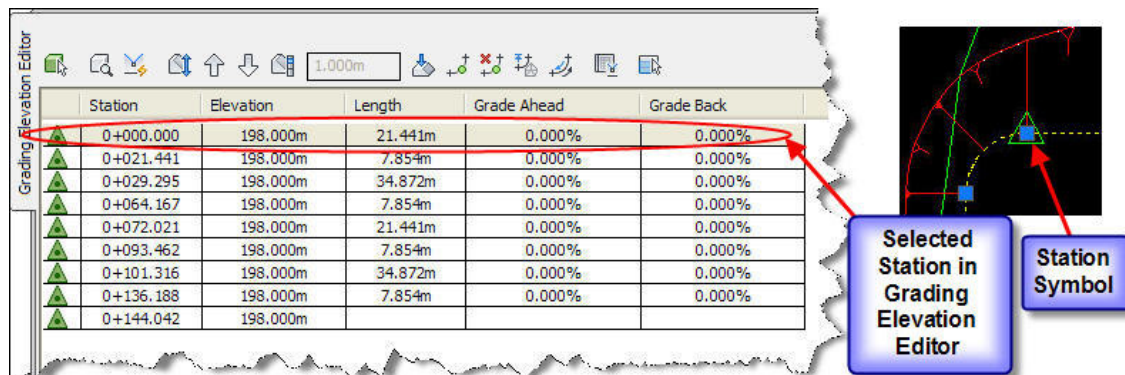 Grading Elevation Editor
1.000m
Station Elevation Length Grade Ahead Grade Back
0+000.000 198.000m 21.441m 0.000% 0.000%
0+021.441 198.000m 7.854m 0.000% 0.000%
0+029.295 198.000m 34.872m 0.000% 0.000%
0+064.167 198.000m 7.854m 0.000% 0.000%
0+072.021 198.000m 21.441m 0.000% 0.000%
0+093.462 198.000m 7.854m 0.000% 0.000%
0+101.316 198.000m 34.872m 0.000% 0.000%
0+136.188 198.000m 7.854m 0.000% 0.000%
0+144.042 198.000m
Selected
Station in
Grading
Elevation
Editor
Station
Symbol